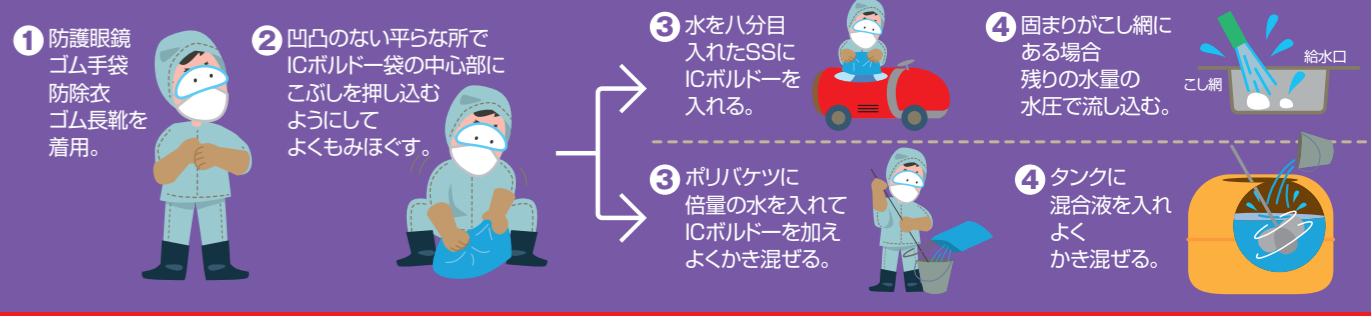 ❶防護眼鏡
ゴム手袋
防除衣
ゴム長靴を
着用。
❷凹凸のない平らな所で
ICボルドー袋の中心部に
こぶしを押し込む
ようにして
よくもみほぐす。
❸水を八分目
入れたSSに
ICボルドーを
入れる。
❹固まりがこし網に
ある場合
残りの水量の
水圧で流し込む。
給水口
こし網
❸ポリバケツに
倍量の水を入れて
ICボルドーを加え
よくかき混ぜる。
❹タンクに
混合液を入れ
よく
かき混ぜる。